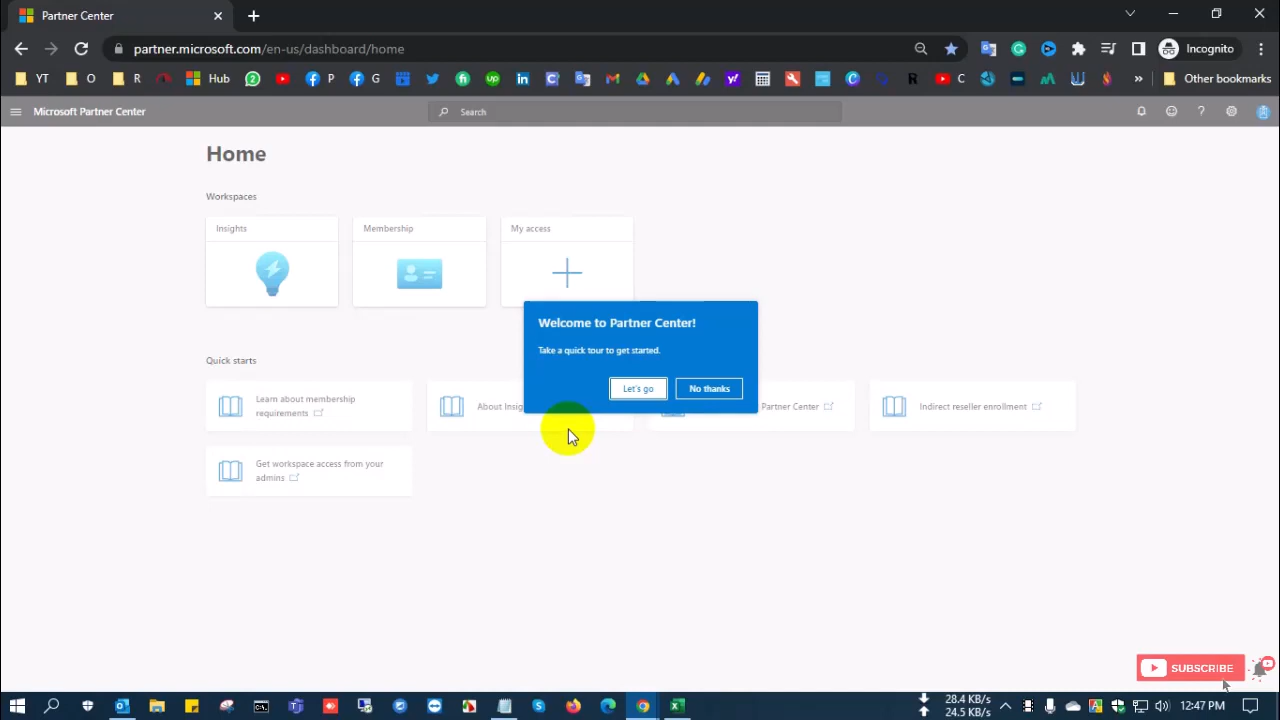 Partner Center
partner.microsoft.com/en-us/dashboard/home
Incognito
YT
O
R
Hub
P
G
C
Other bookmarks
Microsoft Partner Center
Search
Home
Workspaces
Insights
Membership
My access
Welcome to Partner Center!
Take a quick tour to get started.
Let's go
No thanks
Quick starts
Learn about membership
requirements
About Insig
Partner Center
Indirect reseller enrollment
Get workspace access from your
admins
SUBSCRIBE
28.4 KB/s
24.5 KB/s
12:47 PM